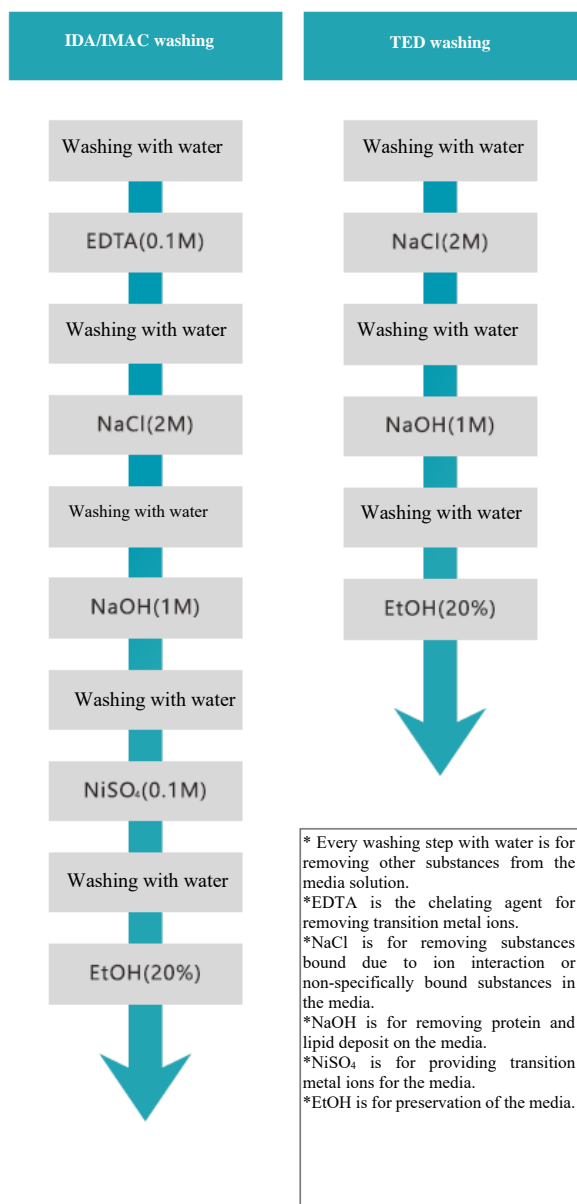 IDA/IMAC washing
Washing with water
EDTA(0.1M)
Washing with water
NaCl(2M)
Washing with water
NaOH(1M)
Washing with water
NiSO₄(0.1M)
Washing with water
EtOH(20%)
TED washing
Washing with water
NaCl(2M)
Washing with water
NaOH(1M)
Washing with water
EtOH(20%)
* Every washing step with water is for
removing other substances from the
media solution.
*EDTA is the chelating agent for
removing transition metal ions.
*NaCl is for removing substances
bound due to ion interaction or
non-specifically bound substances in
the media.
*NaOH is for removing protein and
lipid deposit on the media.
*NiSO₄ is for providing transition
metal ions for the media.
*EtOH is for preservation of the media.